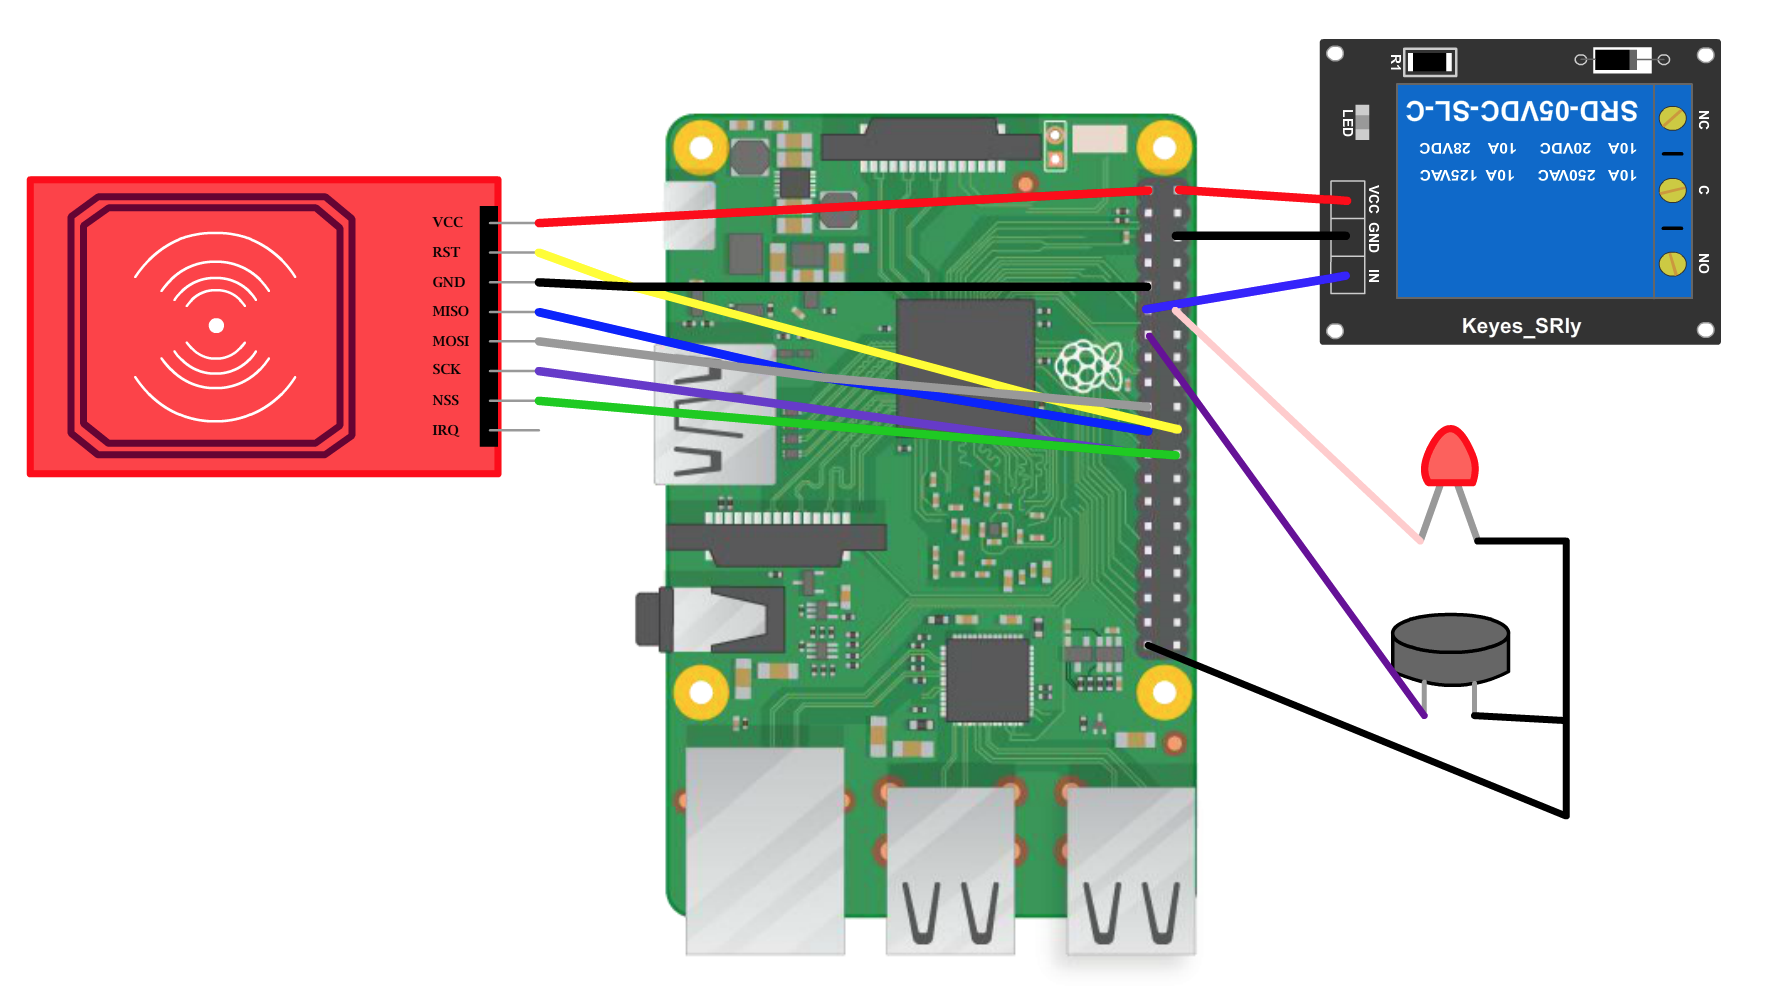 VCC
RST
GND
MISO
MOSI
SCK
NSS
IRQ
R1
LED
SRD-05VDC-SL-C
10A 20VDC 10A 28VDC
10A 250VAC 10A 125VAC
VCC GND IN
NC
C
NO
Keyes_SRly